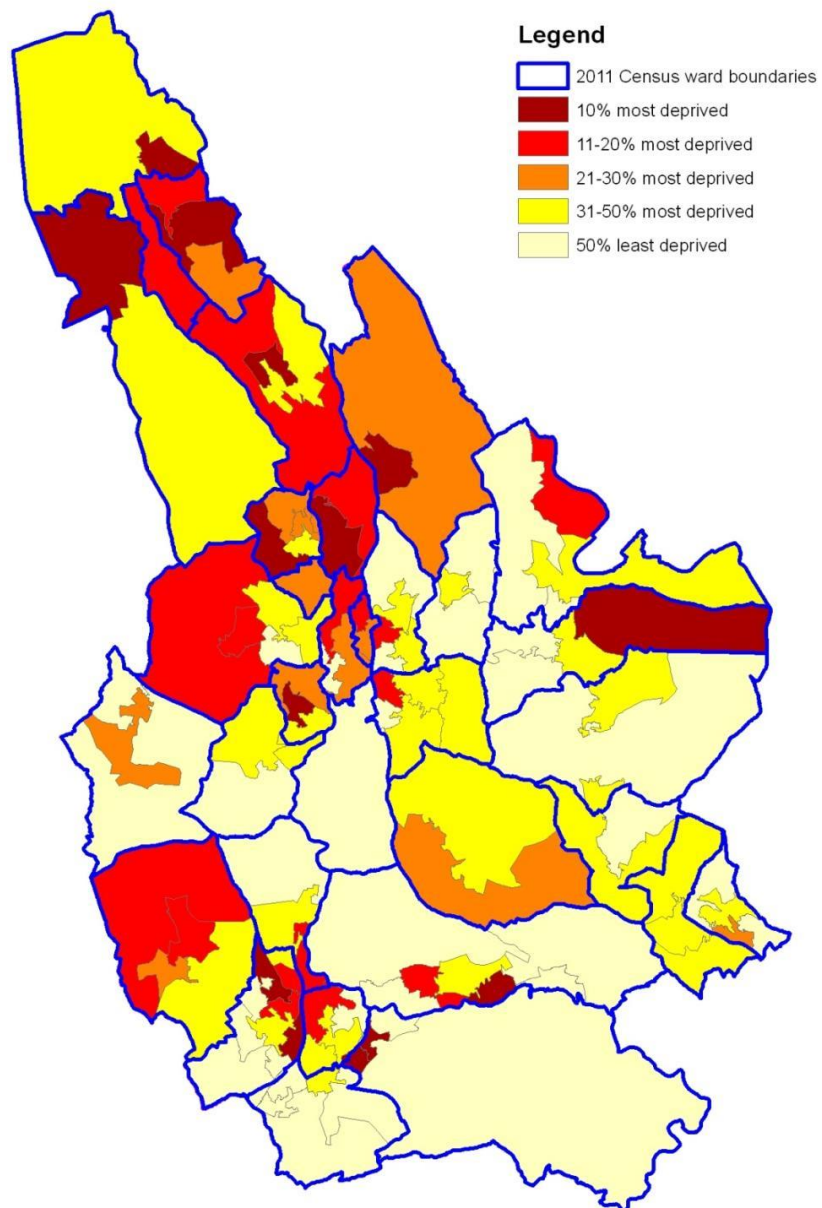 Legend
2011 Census ward boundaries
10% most deprived
11-20% most deprived
21-30% most deprived
31-50% most deprived
50% least deprived